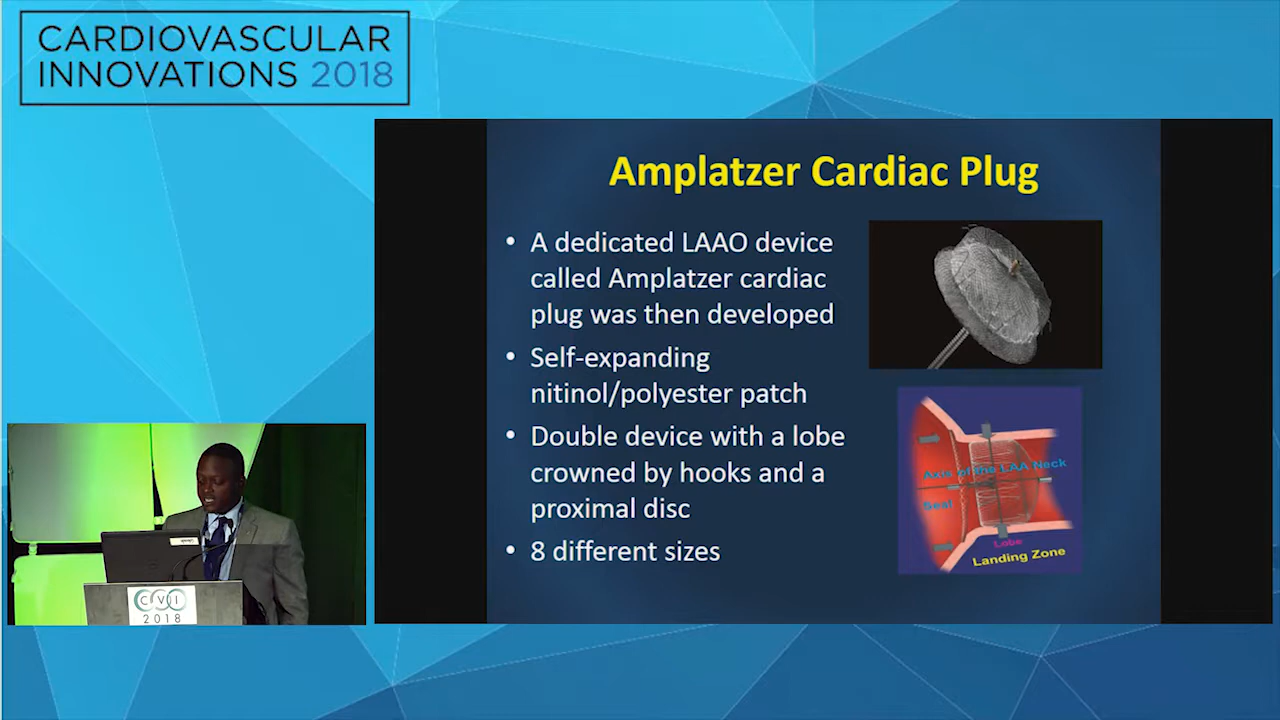 CARDIOVASCULAR
INNOVATIONS 2018
Amplatzer Cardiac Plug
• A dedicated LAAO device
called Amplatzer cardiac
plug was then developed
• Self-expanding
nitinol/polyester patch
• Double device with a lobe
crowned by hooks and a
proximal disc
• 8 different sizes
Axis of the LAA Neck
Seal
Lobe
Landing Zone
CVI
2018